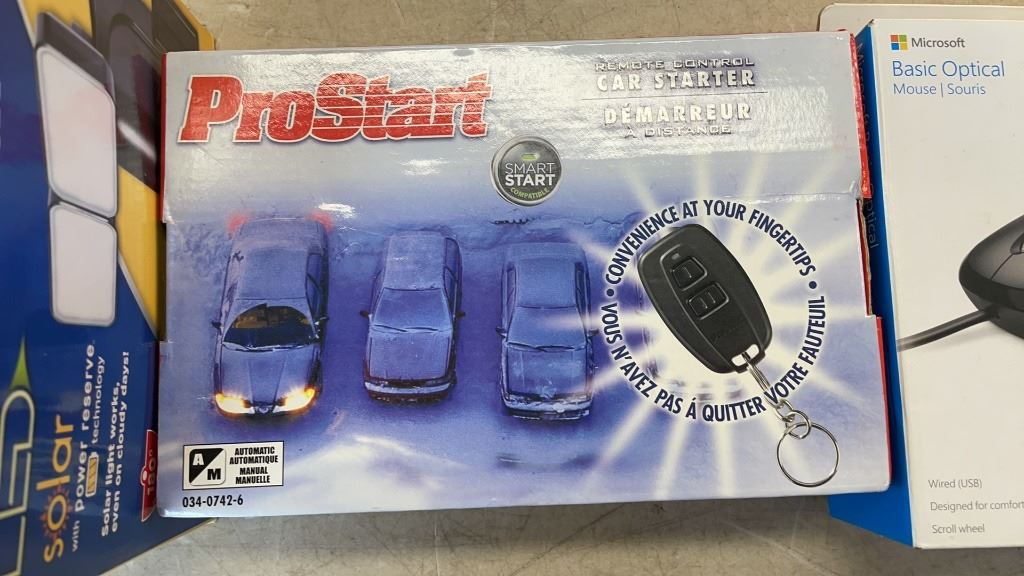 ProStart
REMOTE CONTROL
CAR STARTER
DÉMARREUR
À DISTANCE
SMART
START
COMPATIBLE
• CONVENIENCE AT YOUR FINGERTIPS •
VOUS N'AVEZ PAS À QUITTER VOTRE FAUTEUIL
A/M
AUTOMATIC
AUTOMATIQUE
MANUAL
MANUELLE
034-0742-6
Microsoft
Basic Optical
Mouse | Souris
Wired (USB)
Designed for comfort
Scroll wheel
LED
solar
with power reserve
technology
Solar light works,
even on cloudy days!